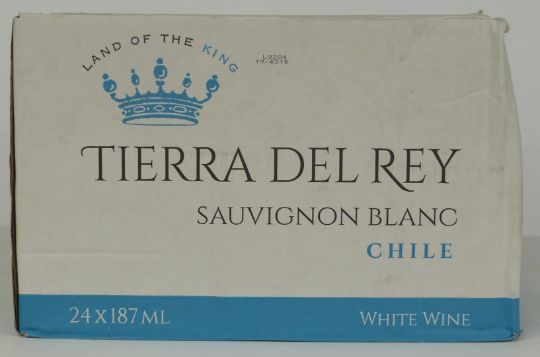 LAND OF THE KING
TIERRA DEL REY
SAUVIGNON BLANC
CHILE
24 X 187 ML
WHITE WINE